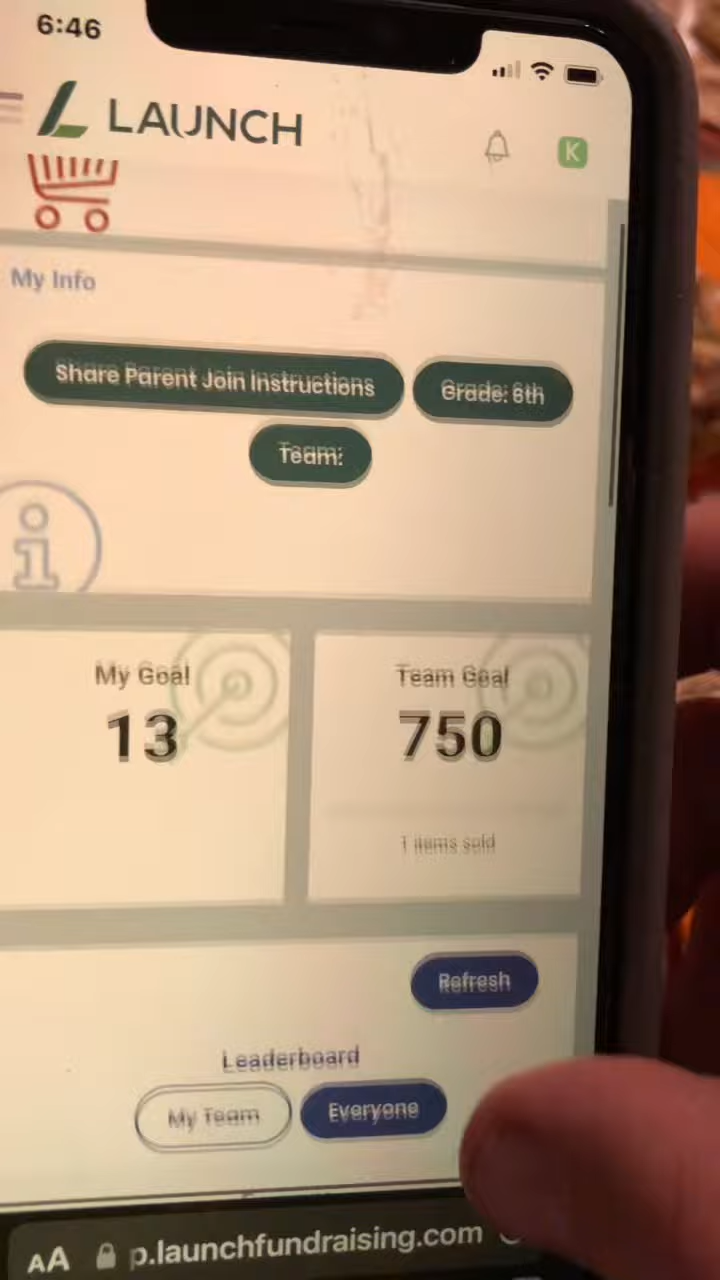 6:46
LAUNCH
K
My Info
Share Parent Join Instructions
Grade: 6th
Team:
My Goal
Team Goal
13
750
1 items sold
Refresh
Leaderboard
My Team
Everyone
AA
p.launchfundraising.com